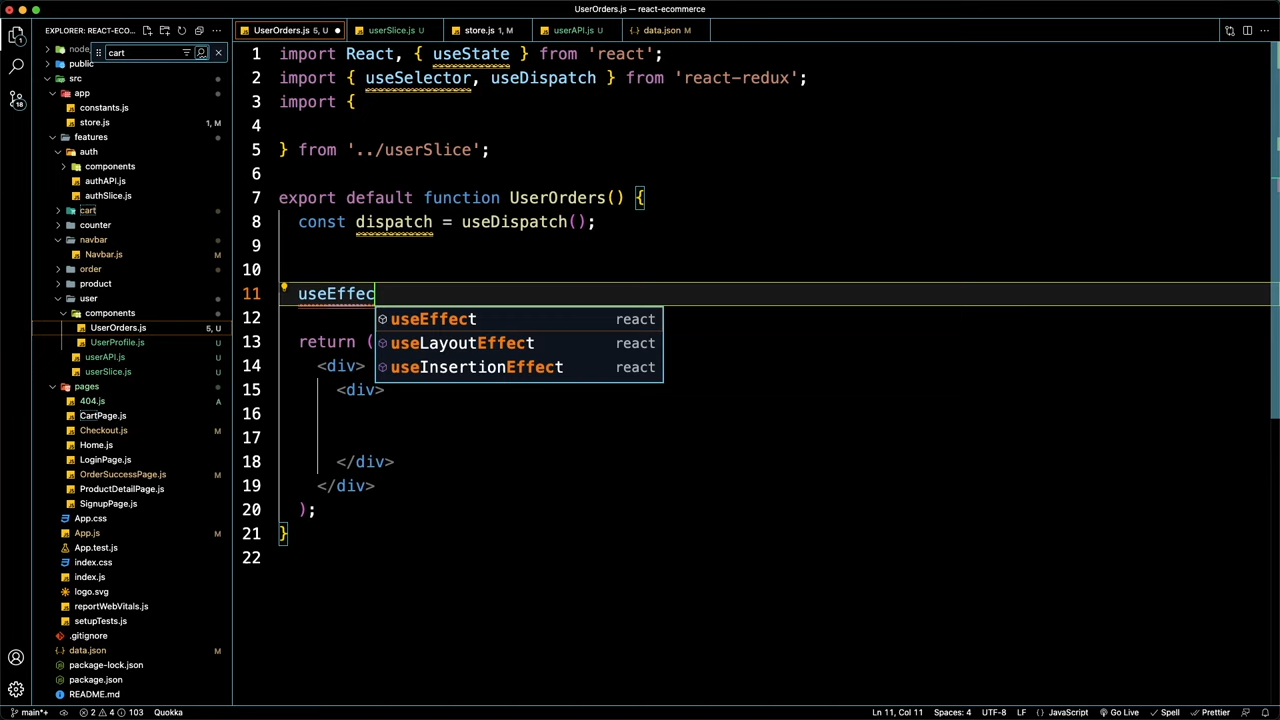 UserOrders.js — react-ecommerce
EXPLORER: REACT-ECO...
cart
node
public
src
app
constants.js
store.js 1, M
features
auth
components
authAPI.js
authSlice.js
cart
counter
navbar
Navbar.js M
order
product
user
components
UserOrders.js 5, U
UserProfile.js U
userAPI.js U
userSlice.js U
pages
404.js A
CartPage.js
Checkout.js M
Home.js
LoginPage.js
OrderSuccessPage.js M
ProductDetailPage.js
SignupPage.js
App.css
App.js M
App.test.js
index.css
index.js
logo.svg
reportWebVitals.js
setupTests.js
.gitignore
data.json M
package-lock.json
package.json
README.md
UserOrders.js 5, U
userSlice.js U
store.js 1, M
userAPI.js U
data.json M
1 import React, { useState } from 'react';
2 import { useSelector, useDispatch } from 'react-redux';
3 import {
4
5 } from '../userSlice';
6
7 export default function UserOrders() {
8 const dispatch = useDispatch();
9
10
11 useEffec
useEffect react
useLayoutEffect react
useInsertionEffect react
12
13 return (
14 <div>
15 <div>
16
17
18 </div>
19 </div>
20 );
21 }
22
18
main*+ 2 4 103 Quokka
Ln 11, Col 11 Spaces: 4 UTF-8 LF { } JavaScript Go Live Spell Prettier